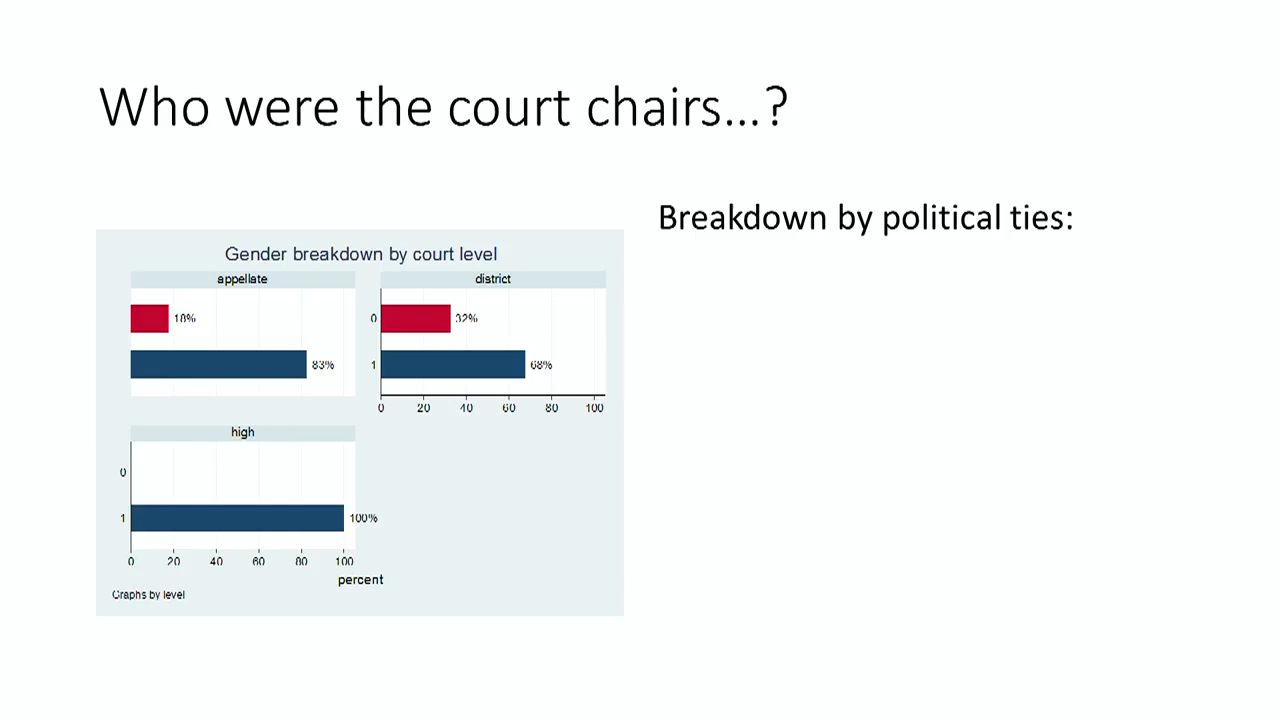 Who were the court chairs...?
Breakdown by political ties:
Gender breakdown by court level
appellate
18%
83%
district
0
32%
1
68%
0 20 40 60 80 100
high
0
1
100%
0 20 40 60 80 100
percent
Graphs by level